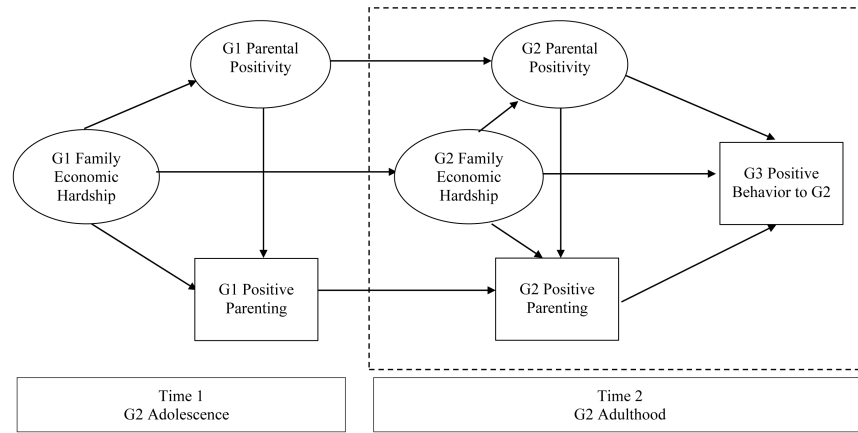 G1 Parental
Positivity
G2 Parental
Positivity
G1 Family
Economic
Hardship
G2 Family
Economic
Hardship
G3 Positive
Behavior to G2
G1 Positive
Parenting
G2 Positive
Parenting
Time 1
G2 Adolescence
Time 2
G2 Adulthood